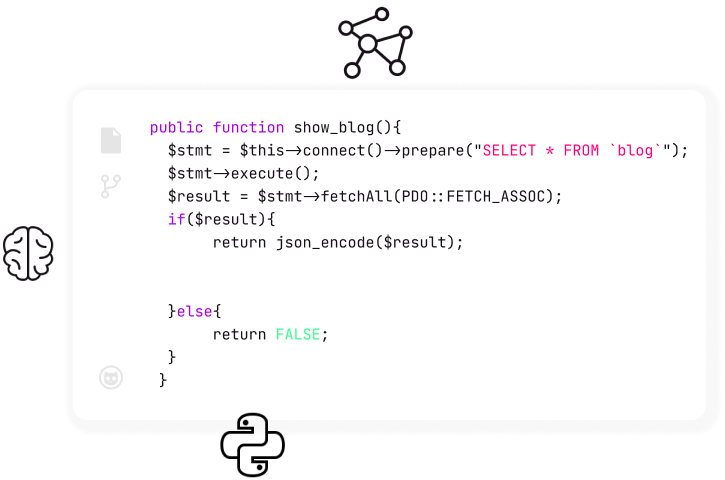 public function show_blog(){
$stmt = $this->connect()->prepare("SELECT * FROM `blog`");
$stmt->execute();
$result = $stmt->fetchAll(PDO::FETCH_ASSOC);
if($result){
return json_encode($result);
}else{
return FALSE;
}
}